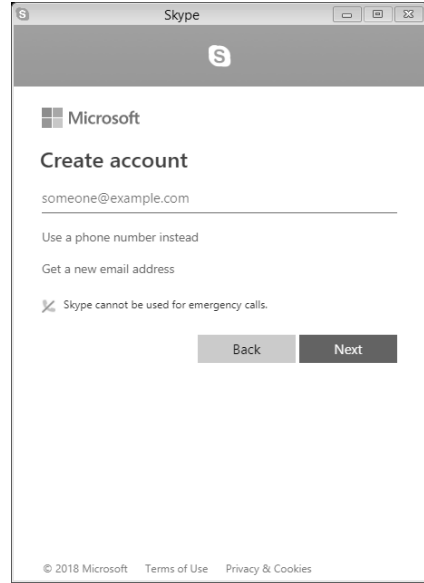 Skype
Microsoft
Create account
someone@example.com
Use a phone number instead
Get a new email address
Skype cannot be used for emergency calls.
Back Next
© 2018 Microsoft Terms of Use Privacy & Cookies